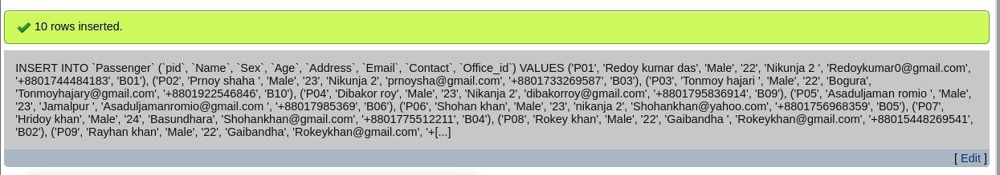 10 rows inserted.
INSERT INTO `Passenger` (`pid`, `Name`, `Sex`, `Age`, `Address`, `Email`, `Contact`, `Office_id`) VALUES ('P01', 'Redoy kumar das', 'Male', '22', 'Nikunja 2 ', 'Redoykumar0@gmail.com',
'+8801744484183', 'B01'), ('P02', 'Prnoy shaha ', 'Male', '23', 'Nikunja 2', 'prnoysha@gmail.com', '+8801733269587', 'B03'), ('P03', 'Tonmoy hajari ', 'Male', '22', 'Bogura',
'Tonmoyhajary@gmail.com', '+8801922546846', 'B10'), ('P04', 'Dibakor roy', 'Male', '23', 'Nikanja 2', 'dibakorroy@gmail.com', '+8801795836914', 'B09'), ('P05', 'Asaduljaman romio ', 'Male',
'23', 'Jamalpur ', 'Asaduljamanromio@gmail.com ', '+88017985369', 'B06'), ('P06', 'Shohan khan', 'Male', '23', 'nikanja 2', 'Shohankhan@yahoo.com', '+8801756968359', 'B05'), ('P07',
'Hridoy khan', 'Male', '24', 'Basundhara', 'Shohankhan@gmail.com', '+8801775512211', 'B04'), ('P08', 'Rokey khan', 'Male', '22', 'Gaibandha ', 'Rokeykhan@gmail.com', '+88015448269541',
'B02'), ('P09', 'Rayhan khan', 'Male', '22', 'Gaibandha', 'Rokeykhan@gmail.com', '+[...]
[ Edit ]